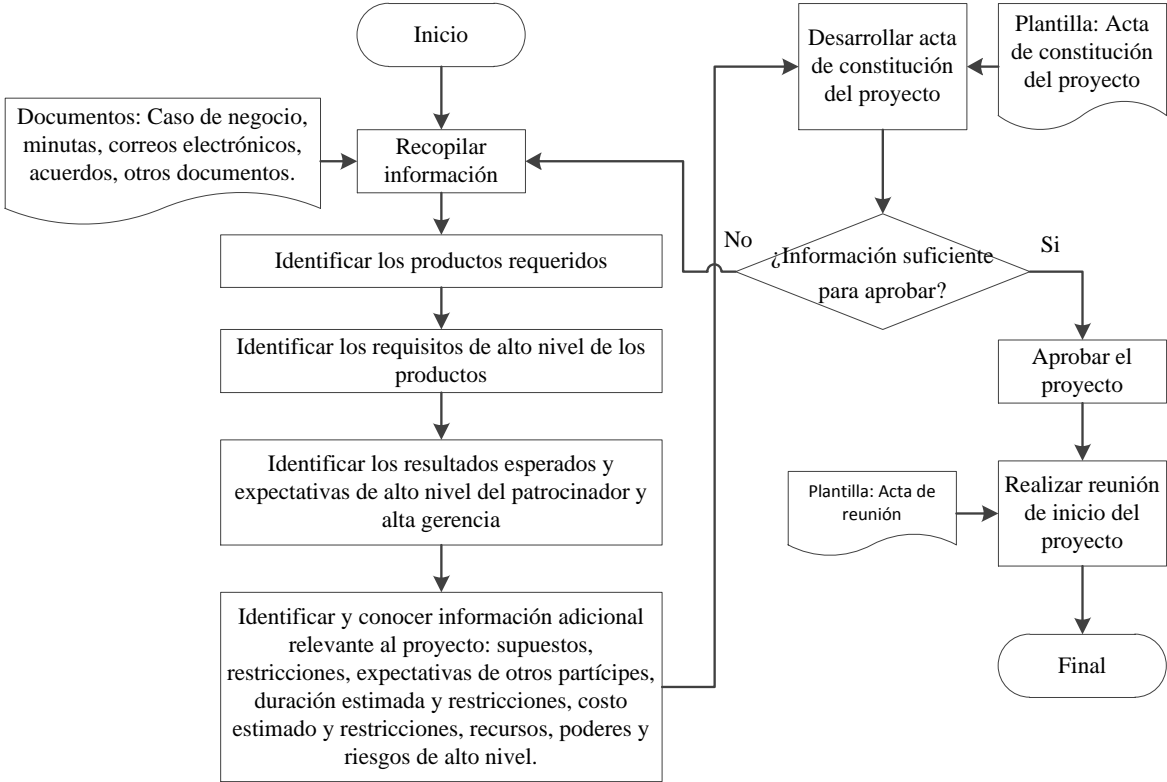 Inicio
Documentos: Caso de negocio,
minutas, correos electrónicos,
acuerdos, otros documentos.
Recopilar
información
Identificar los productos requeridos
Identificar los requisitos de alto nivel de los
productos
Identificar los resultados esperados y
expectativas de alto nivel del patrocinador y
alta gerencia
Identificar y conocer información adicional
relevante al proyecto: supuestos,
restricciones, expectativas de otros partícipes,
duración estimada y restricciones, costo
estimado y restricciones, recursos, poderes y
riesgos de alto nivel.
Desarrollar acta
de constitución
del proyecto
Plantilla: Acta
de constitución
del proyecto
No
¿Información suficiente
para aprobar?
Si
Aprobar el
proyecto
Plantilla: Acta de
reunión
Realizar reunión
de inicio del
proyecto
Final